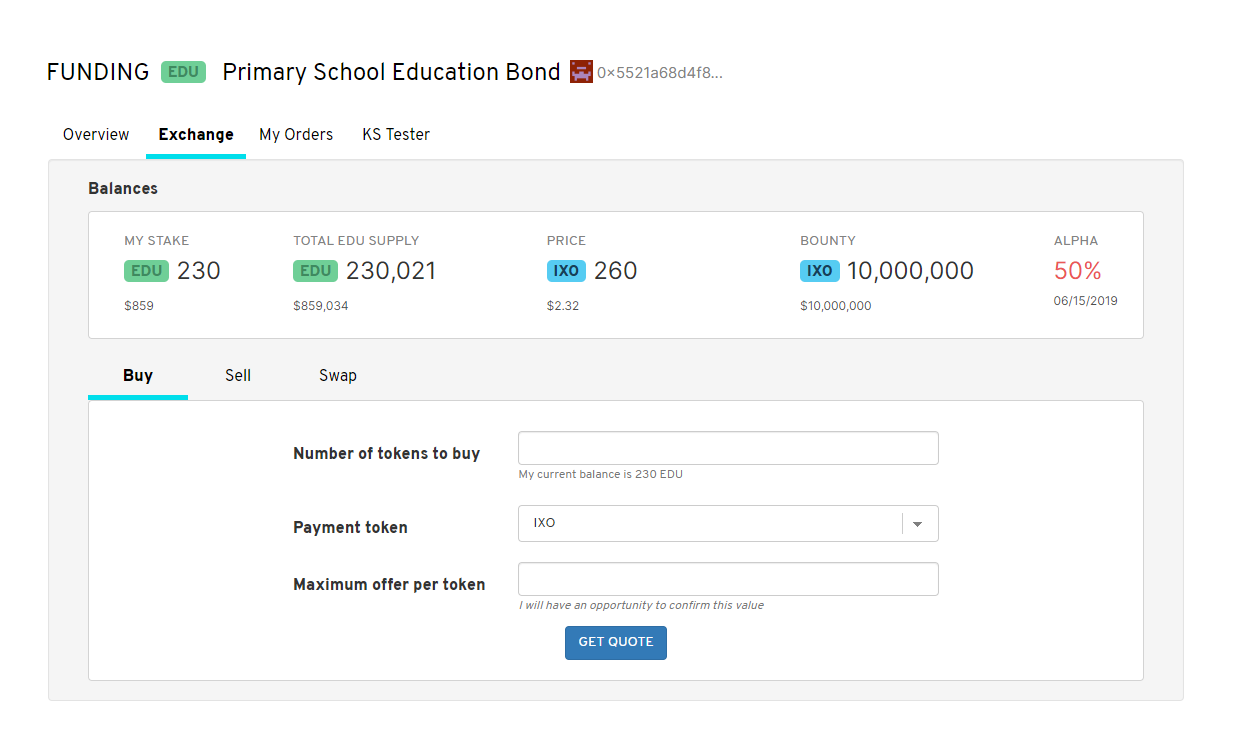 FUNDING EDU Primary School Education Bond 0×5521a68d4f8...
Overview Exchange My Orders KS Tester
Balances
MY STAKE TOTAL EDU SUPPLY PRICE BOUNTY ALPHA
EDU 230 EDU 230,021 IXO 260 IXO 10,000,000 50%
$859 $859,034 $2.32 $10,000,000 06/15/2019
Buy Sell Swap
Number of tokens to buy
My current balance is 230 EDU
Payment token IXO
Maximum offer per token
I will have an opportunity to confirm this value
GET QUOTE